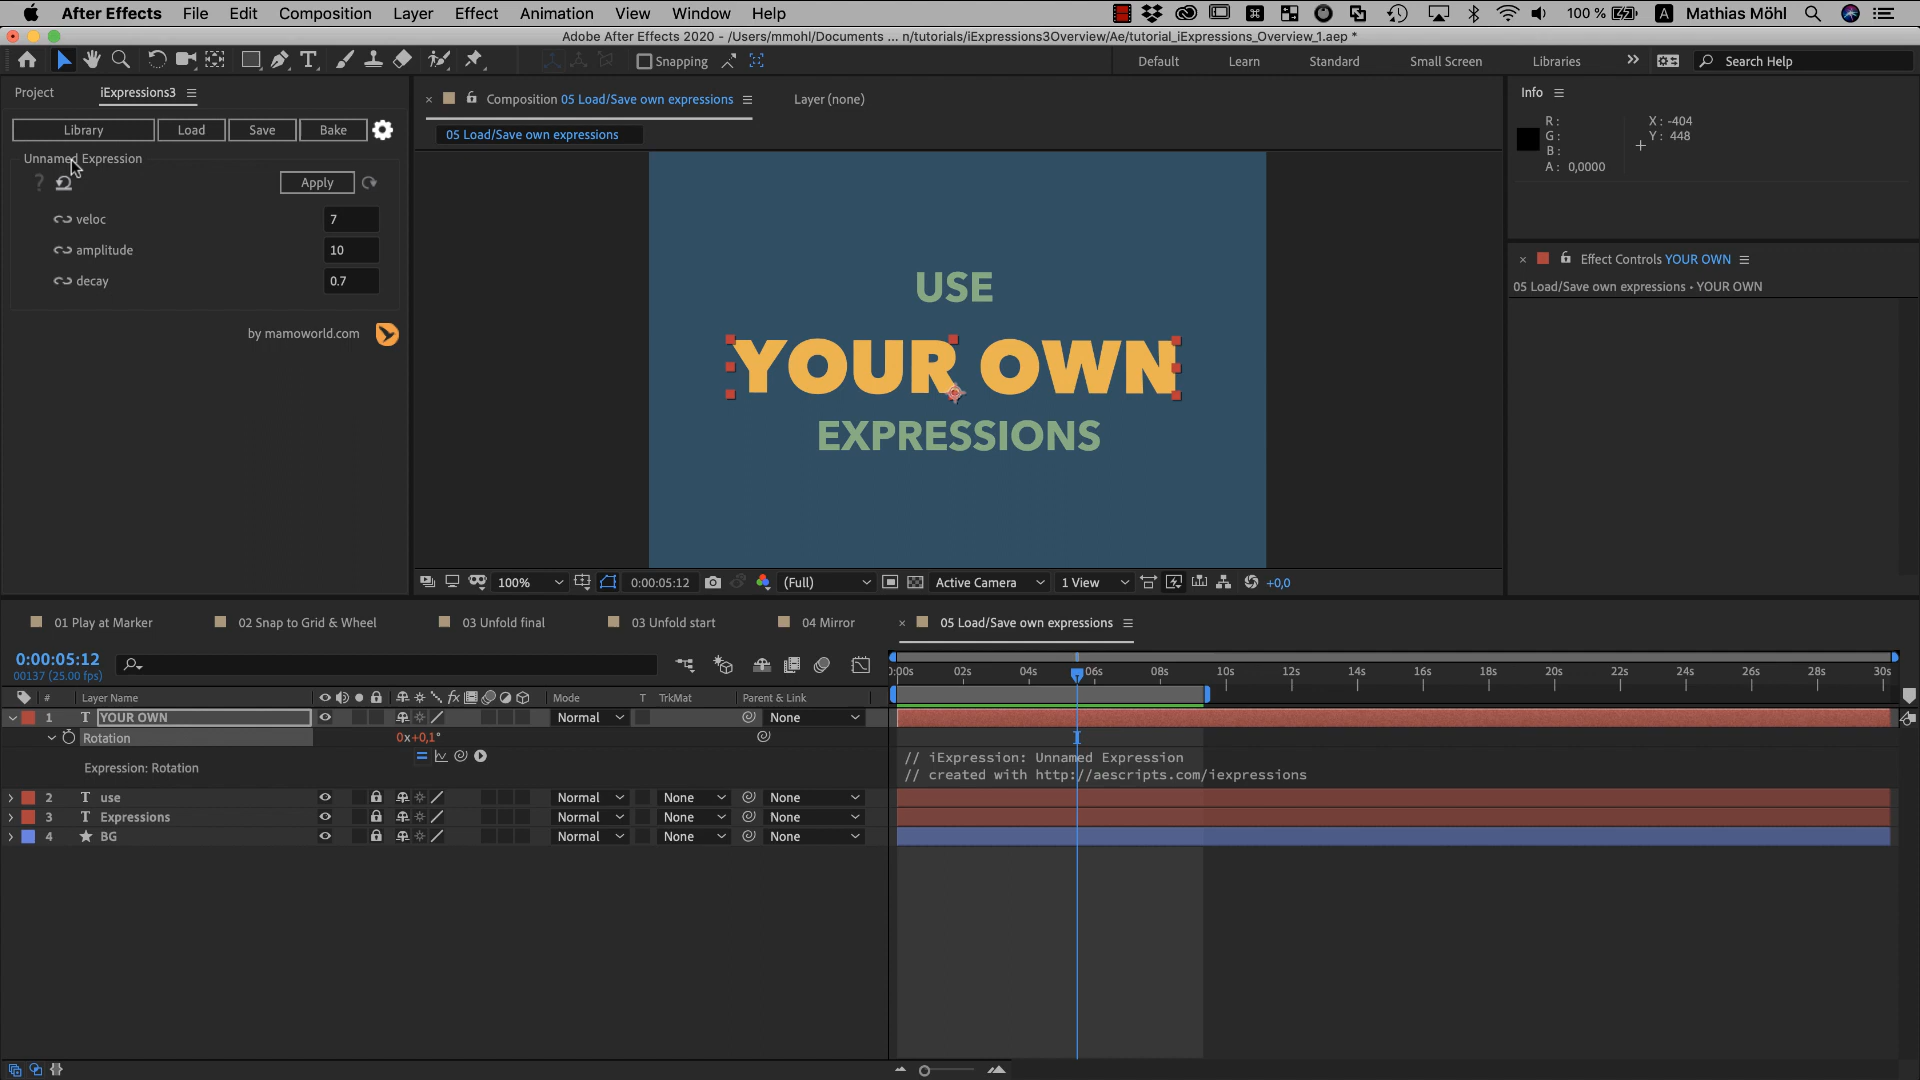 After Effects File Edit Composition Layer Effect Animation View Window Help 100 % A Mathias Möhl
Adobe After Effects 2020 - /Users/mmohl/Documents ... n/tutorials/iExpressions3Overview/Ae/tutorial_iExpressions_Overview_1.aep *
Snapping Default Learn Standard Small Screen Libraries Search Help
Project iExpressions3
Library Load Save Bake
Unnamed Expression
? Apply
veloc 7
amplitude 10
decay 0.7
by mamoworld.com
Composition 05 Load/Save own expressions Layer (none)
05 Load/Save own expressions
USE
YOUR OWN
EXPRESSIONS
100% 0:00:05:12 (Full) Active Camera 1 View +0,0
Info
R: X: -404
G: Y: 448
B:
A: 0,0000
Effect Controls YOUR OWN
05 Load/Save own expressions • YOUR OWN
01 Play at Marker 02 Snap to Grid & Wheel 03 Unfold final 03 Unfold start 04 Mirror 05 Load/Save own expressions
0:00:05:12
00137 (25.00 fps)
0:00s 02s 04s 06s 08s 10s 12s 14s 16s 18s 20s 22s 24s 26s 28s 30s
# Layer Name fx Mode T TrkMat Parent & Link
1 T YOUR OWN Normal None
Rotation 0x+0,1°
Expression: Rotation
// iExpression: Unnamed Expression
// created with http://aescripts.com/iexpressions
2 T use Normal None None
3 T Expressions Normal None None
4 BG Normal None None